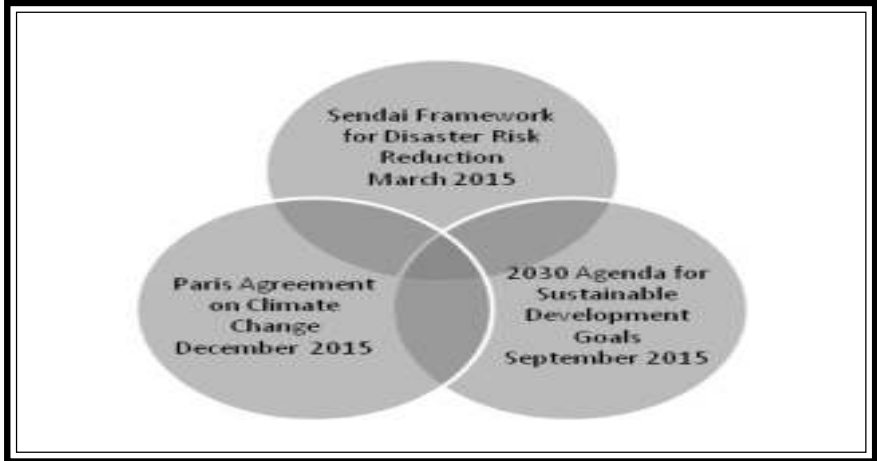 Sendai Framework
for Disaster Risk
Reduction
March 2015
Paris Agreement
on Climate
Change
December 2015
2030 Agenda for
Sustainable
Development
Goals
September 2015